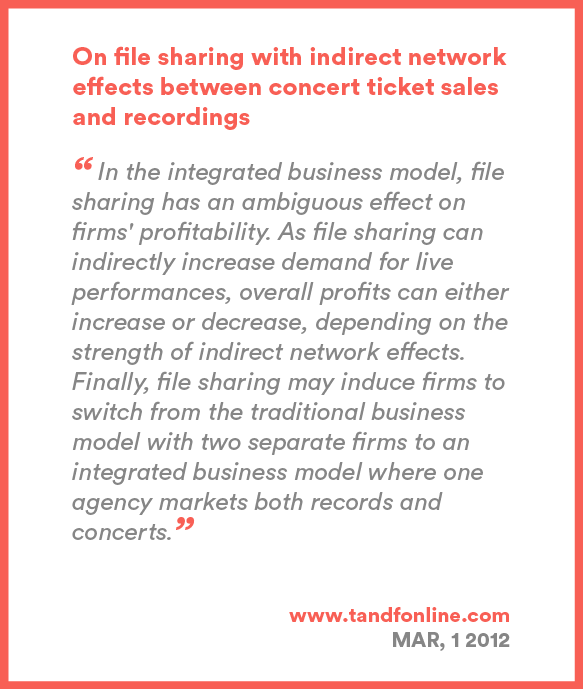 On file sharing with indirect network
effects between concert ticket sales
and recordings
“ In the integrated business model, file
sharing has an ambiguous effect on
firms' profitability. As file sharing can
indirectly increase demand for live
performances, overall profits can either
increase or decrease, depending on the
strength of indirect network effects.
Finally, file sharing may induce firms to
switch from the traditional business
model with two separate firms to an
integrated business model where one
agency markets both records and
concerts.”
www.tandfonline.com
MAR, 1 2012